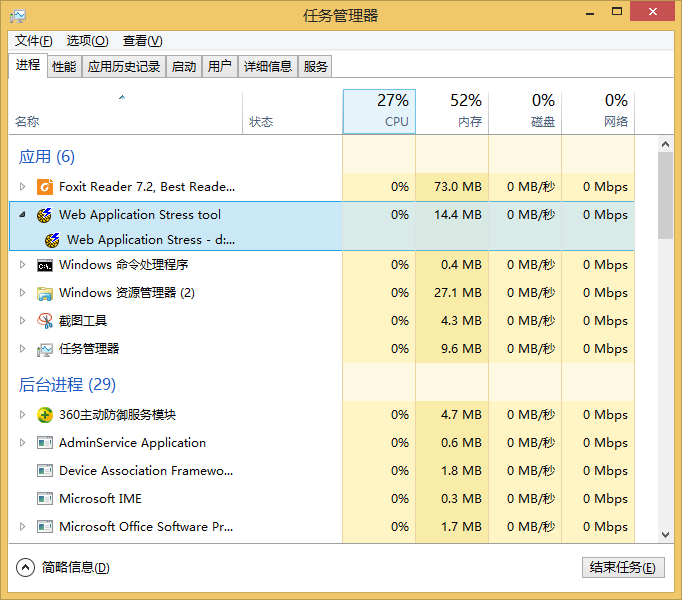 任务管理器
文件(F) 选项(O) 查看(V)
进程 性能 应用历史记录 启动 用户 详细信息 服务
27% 52% 0% 0%
名称 状态 CPU 内存 磁盘 网络
应用 (6)
Foxit Reader 7.2, Best Reade... 0% 73.0 MB 0 MB/秒 0 Mbps
Web Application Stress tool 0% 14.4 MB 0 MB/秒 0 Mbps
Web Application Stress - d:...
Windows 命令处理程序 0% 0.4 MB 0 MB/秒 0 Mbps
Windows 资源管理器 (2) 0% 27.1 MB 0 MB/秒 0 Mbps
截图工具 0% 4.3 MB 0 MB/秒 0 Mbps
任务管理器 0% 9.6 MB 0 MB/秒 0 Mbps
后台进程 (29)
360主动防御服务模块 0% 4.7 MB 0 MB/秒 0 Mbps
AdminService Application 0% 0.6 MB 0 MB/秒 0 Mbps
Device Association Framewo... 0% 1.8 MB 0 MB/秒 0 Mbps
Microsoft IME 0% 0.3 MB 0 MB/秒 0 Mbps
Microsoft Office Software Pr... 0% 1.7 MB 0 MB/秒 0 Mbps
简略信息(D) 结束任务(E)